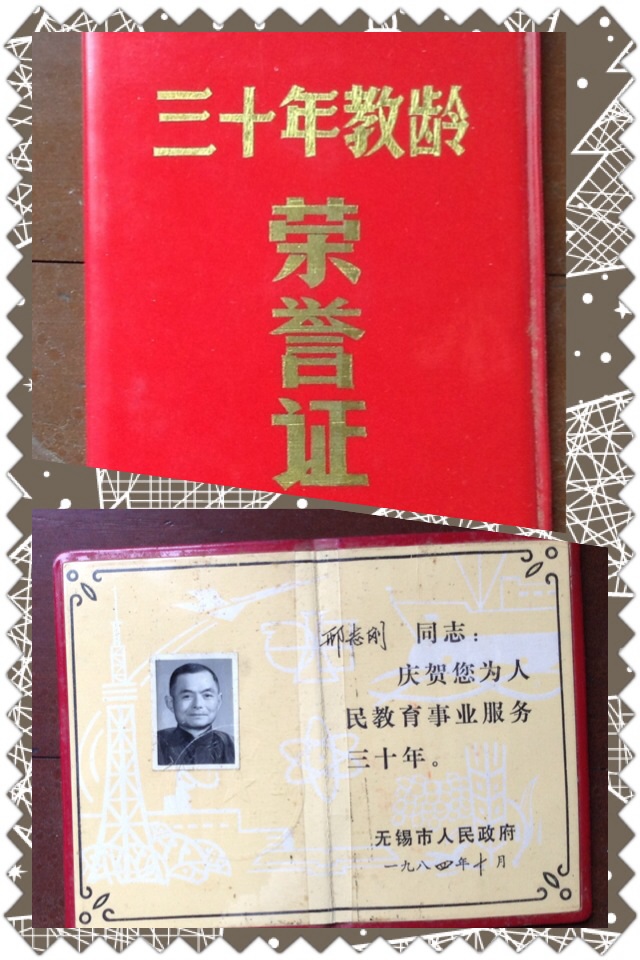 三十年教龄
荣
誉
证
邢志刚 同志：
庆贺您为人
民教育事业服务
三十年。
无锡市人民政府
一九八四年十月